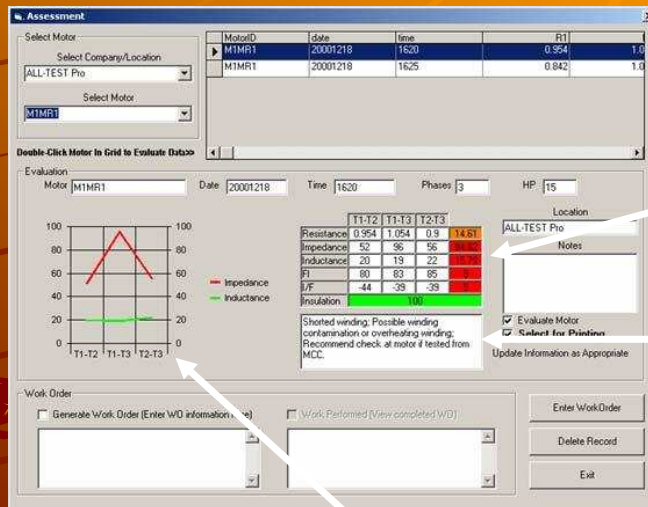 Assessment
Select Motor
Select Company/Location
ALL-TEST Pro
Select Motor
M1MR1
Double-Click Motor In Grid to Evaluate Data>>
MotorID date time R1
M1MR1 20001218 1620 0.954 1.0
M1MR1 20001218 1625 0.842 1.0
Evaluation
Motor M1MR1 Date 20001218 Time 1620 Phases 3 HP 15
100 100
80 80
60 60
40 40
20 20
0 0
T1-T2 T1-T3 T2-T3
Impedance
Inductance
T1-T2 T1-T3 T2-T3
Resistance 0.954 1.054 0.9 14.61
Impedance 52 96 56
Inductance 20 19 22
FI 80 83 85
I/F -44 -39 -39
Insulation 100
Shorted winding; Possible winding
contamination or overheating winding;
Recommend check at motor if tested from
MCC.
Location
ALL-TEST Pro
Notes
Evaluate Motor
Select for Printing
Update Information as Appropriate
Work Order
Generate Work Order (Enter WO information
Work Performed (View completed WO)
Enter WorkOrder
Delete Record
Exit